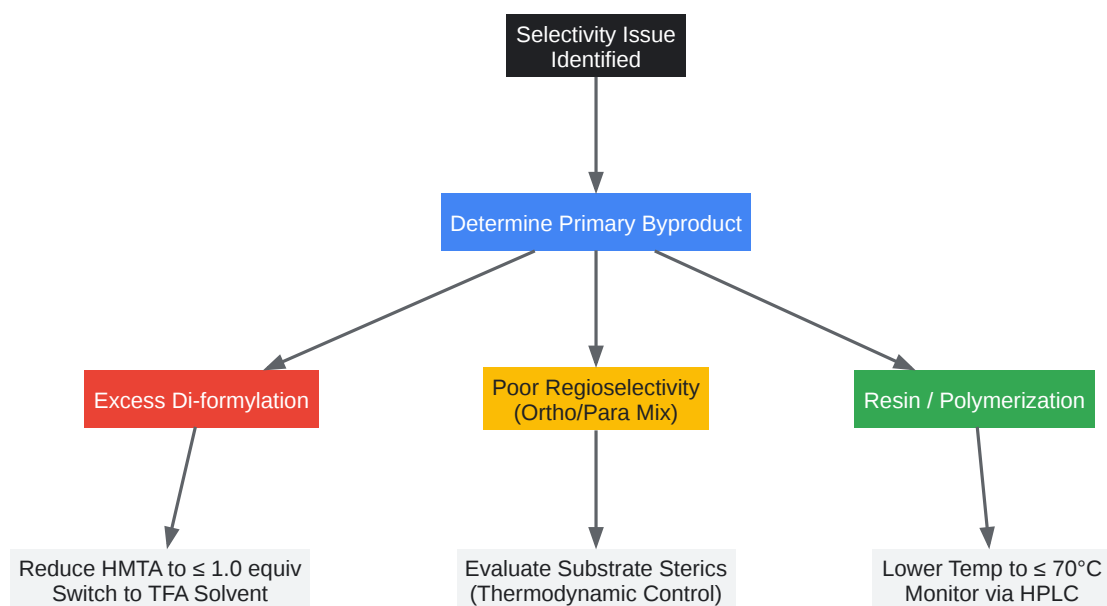 Selectivity Issue
Identified
Determine Primary Byproduct
Excess Di-formylation
Poor Regioselectivity
(Ortho/Para Mix)
Resin / Polymerization
Reduce HMTA to ≤ 1.0 equiv
Switch to TFA Solvent
Evaluate Substrate Sterics
(Thermodynamic Control)
Lower Temp to ≤ 70°C
Monitor via HPLC